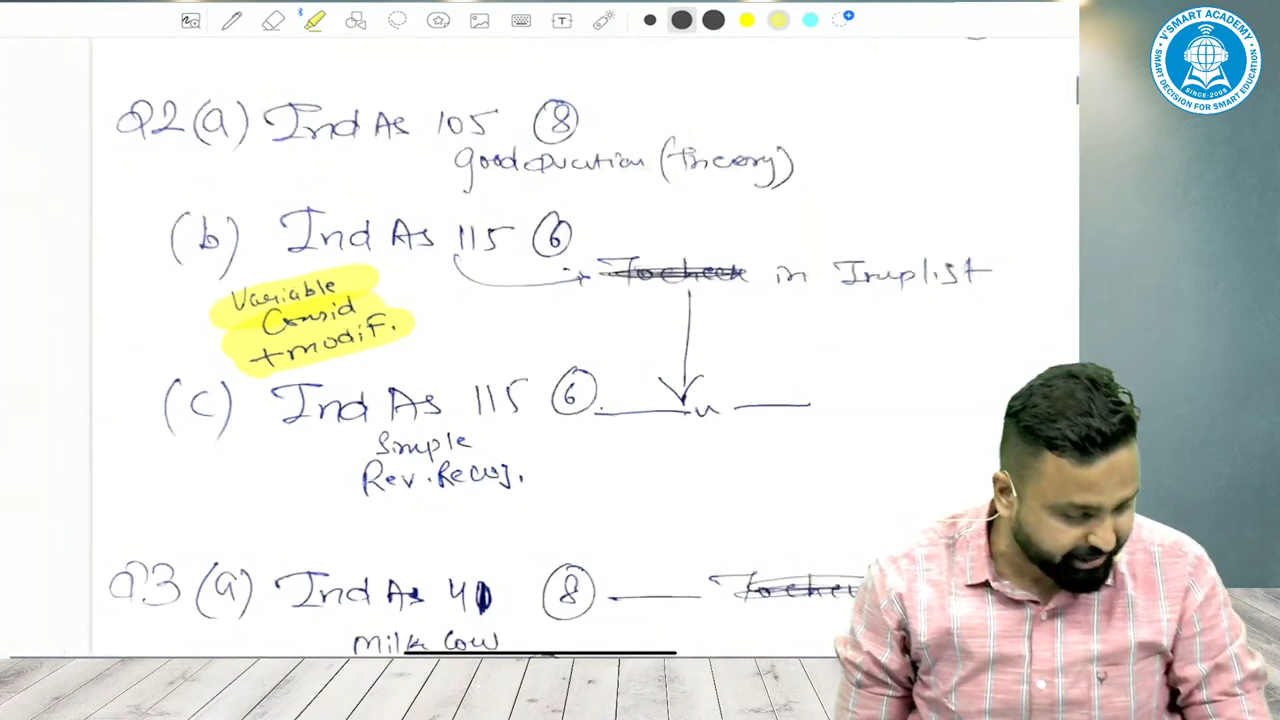 V'SMART ACADEMY
SMART DECISION FOR SMART EDUCATION
SINCE-2005
Q2 (a) Ind As 105 8
good question (theory)
(b) Ind As 115 6
To check in Implist
Variable
Consid
+ modif.
(c) Ind As 115 6
Simple
Rev. Recog.
Q3 (a) Ind As 41 8
Milk Cow